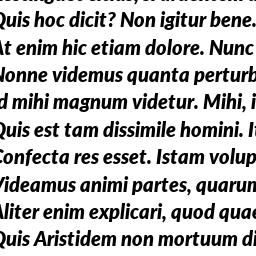 Quis hoc dicit? Non igitur bene.
At enim hic etiam dolore. Nunc
Nonne videmus quanta perturb
d mihi magnum videtur. Mihi, i
Quis est tam dissimile homini. I
Confecta res esset. Istam volup
Videamus animi partes, quarum
Aliter enim explicari, quod quae
Quis Aristidem non mortuum di